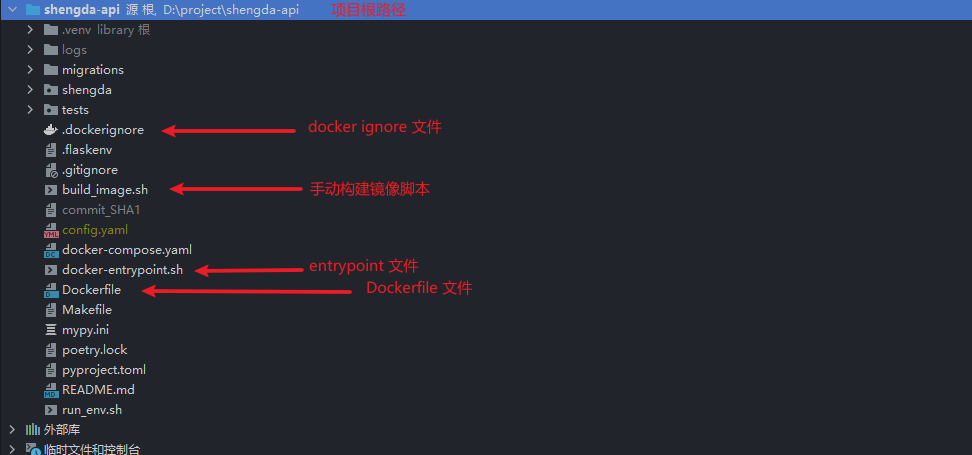 shengda-api 源 根, D:\project\shengda-api 项目根路径
.venv library 根
logs
migrations
shengda
tests
.dockerignore docker ignore 文件
.flaskenv
.gitignore
build_image.sh 手动构建镜像脚本
commit_SHA1
config.yaml
docker-compose.yaml
docker-entrypoint.sh entrypoint 文件
Dockerfile Dockerfile 文件
Makefile
mypy.ini
poetry.lock
pyproject.toml
README.md
run_env.sh
外部库
临时文件和控制台